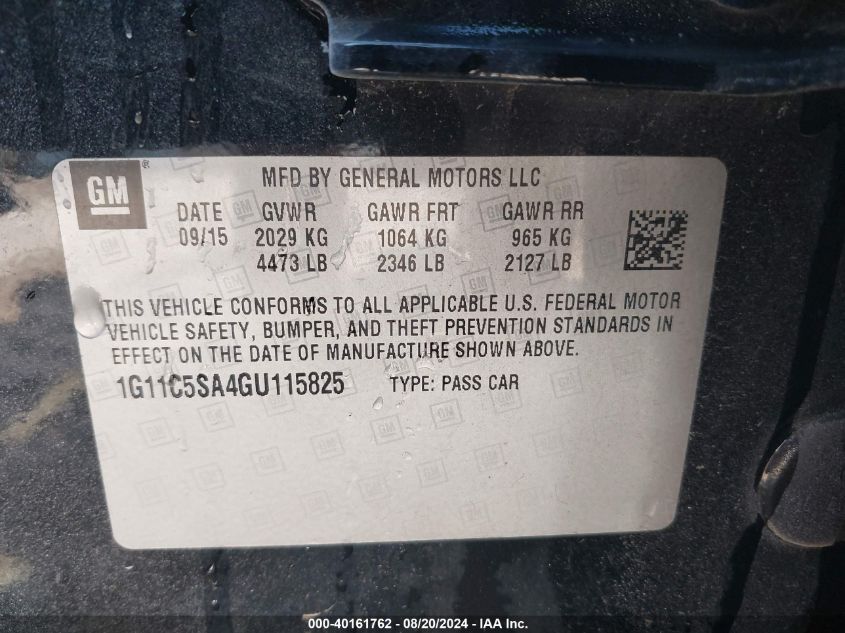 GM ®
MFD BY GENERAL MOTORS LLC
DATE GVWR GAWR FRT GAWR RR
09/15 2029 KG 1064 KG 965 KG
4473 LB 2346 LB 2127 LB
THIS VEHICLE CONFORMS TO ALL APPLICABLE U.S. FEDERAL MOTOR
VEHICLE SAFETY, BUMPER, AND THEFT PREVENTION STANDARDS IN
EFFECT ON THE DATE OF MANUFACTURE SHOWN ABOVE.
1G11C5SA4GU115825 TYPE: PASS CAR
000-40161762 - 08/20/2024 - IAA Inc.